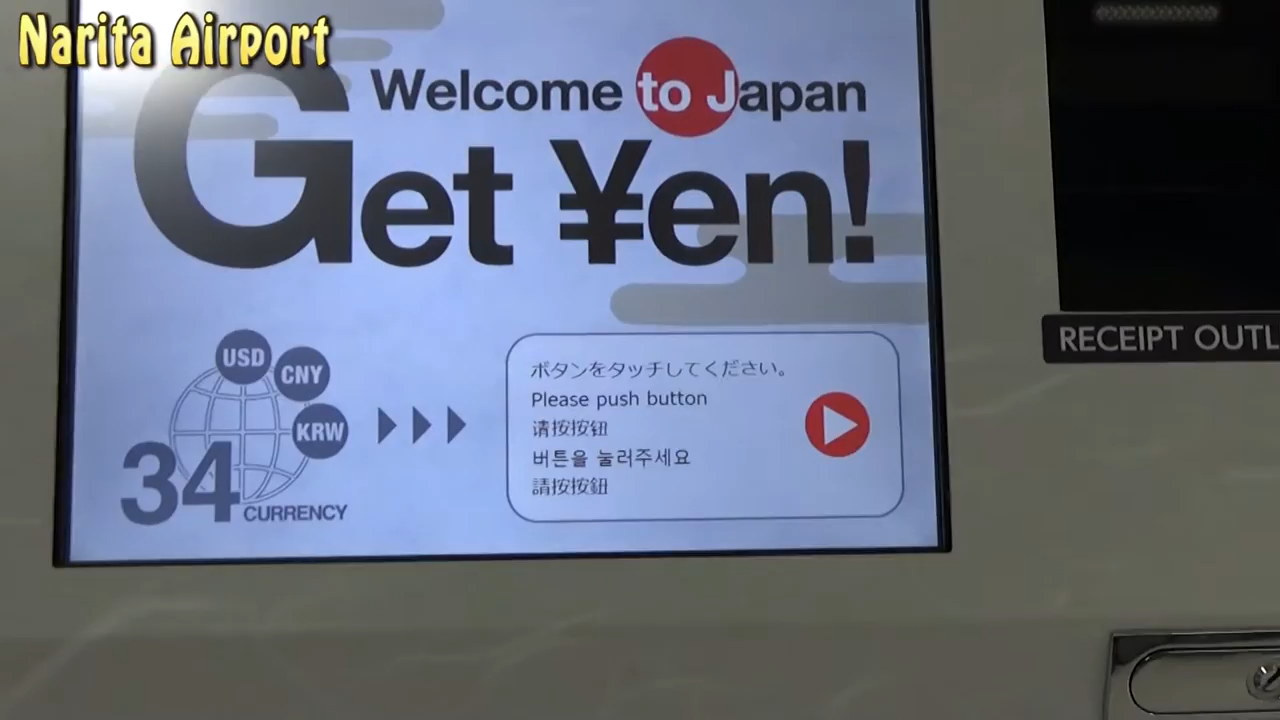 Narita Airport
Welcome to Japan
Get ¥en!
USD
CNY
KRW
34 CURRENCY
ボタンをタッチしてください。
Please push button
请按按钮
버튼을 눌러주세요
請按按鈕
RECEIPT